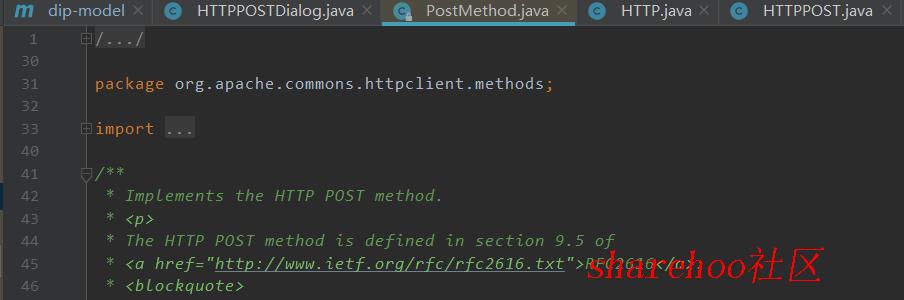 dip-model HTTPPOSTDialog.java PostMethod.java HTTP.java HTTPPOST.java
1 /.../
30
31 package org.apache.commons.httpclient.methods;
32
33 import ...
40
41 /**
42 * Implements the HTTP POST method.
43 * <p>
44 * The HTTP POST method is defined in section 9.5 of
45 * <a href="http://www.ietf.org/rfc/rfc2616.txt">RFC2616</a>.
46 * <blockquote>
sharehoo社区